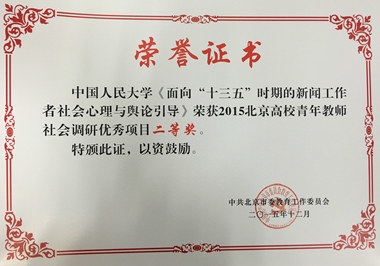 荣誉证书
中国人民大学《面向“十三五”时期的新闻工作
者社会心理与舆论引导》荣获2015北京高校青年教师
社会调研优秀项目二等奖。
特颁此证，以资鼓励。
中共北京市委教育工作委员会
二〇一五年十二月